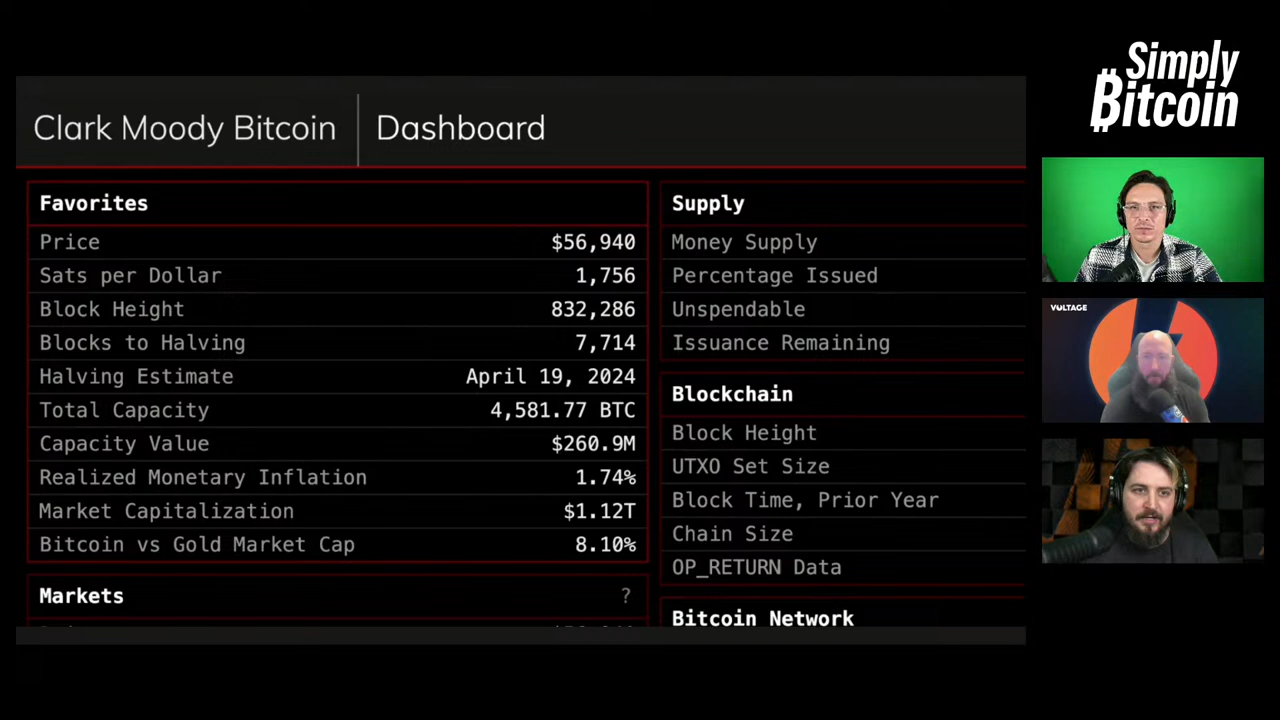 Simply
Bitcoin
Clark Moody Bitcoin Dashboard
Favorites
Price $56,940
Sats per Dollar 1,756
Block Height 832,286
Blocks to Halving 7,714
Halving Estimate April 19, 2024
Total Capacity 4,581.77 BTC
Capacity Value $260.9M
Realized Monetary Inflation 1.74%
Market Capitalization $1.12T
Bitcoin vs Gold Market Cap 8.10%
Markets ?
Supply
Money Supply
Percentage Issued
Unspendable
Issuance Remaining
Blockchain
Block Height
UTXO Set Size
Block Time, Prior Year
Chain Size
OP_RETURN Data
Bitcoin Network
VOLTAGE